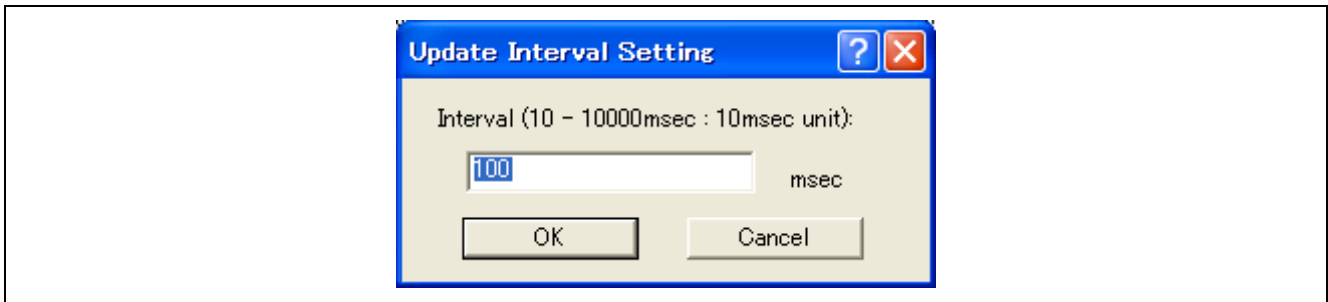 Update Interval Setting
Interval (10 - 10000msec : 10msec unit):
100
msec
OK
Cancel